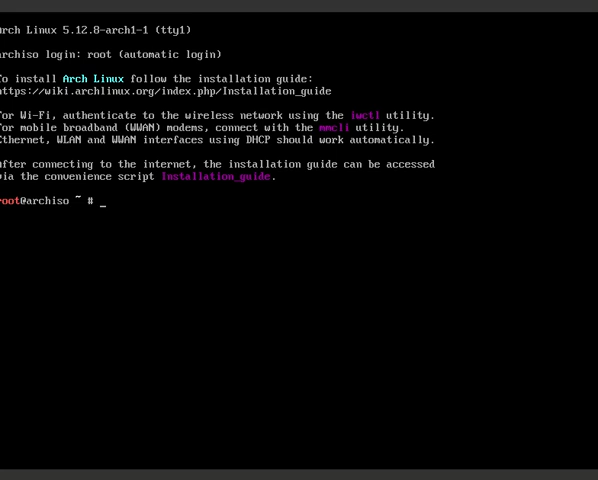 Arch Linux 5.12.8-arch1-1 (tty1)
archiso login: root (automatic login)
To install Arch Linux follow the installation guide:
https://wiki.archlinux.org/index.php/Installation_guide
For Wi-Fi, authenticate to the wireless network using the iwctl utility.
For mobile broadband (WWAN) modems, connect with the mmcli utility.
Ethernet, WLAN and WWAN interfaces using DHCP should work automatically.
After connecting to the internet, the installation guide can be accessed
via the convenience script Installation_guide.
root@archiso ~ # _